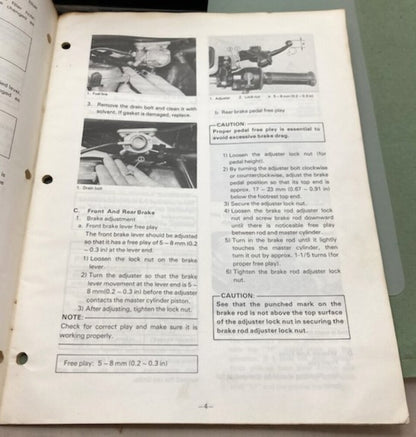 1. Fuel line
3. Remove the drain bolt and clean it with
solvent. If gasket is damaged, replace.
1. Drain bolt
C. Front And Rear Brake
1. Brake adjustment
a. Front brake lever free play
The front brake lever should be adjusted
so that it has a free play of 5~8 mm (0.2
~0.3 in) at the lever end.
1) Loosen the lock nut on the brake
lever.
2) Turn the adjuster so that the brake
lever movement at the lever end is 5~
8 mm(0.2 ~ 0.3 in) before the adjuster
contacts the master cylinder piston.
3) After adjusting, tighten the lock nut.
NOTE:
Check for correct play and make sure it is
working properly.
Free play: 5~8 mm (0.2 ~ 0.3 in)
1. Adjuster 2. Lock nut a. 5~8 mm (0.2 ~ 0.3 in)
b. Rear brake pedal free play
CAUTION:
Proper pedal free play is essential to
avoid excessive brake drag.
1) Loosen the adjuster lock nut (for
pedal height).
2) By turning the adjuster bolt clockwise
or counterclockwise, adjust the brake
pedal position so that its top end is
approx. 17 ~ 23 mm (0.67 ~ 0.91 in)
below the footrest top end.
3) Secure the adjuster lock nut.
4) Loosen the brake rod adjuster lock
nut and screw brake rod downward
until there is noticeable free play
between rod and master cylinder.
5) Turn in the brake rod until it lightly
touches the master cylinder, then
turn it out by approx. 1-1/5 turns (for
proper free play).
6) Tighten the brake rod adjuster lock
nut.
CAUTION:
See that the punched mark on the
brake rod is not above the top surface
of the adjuster lock nut in securing the
brake rod adjuster lock nut.
–4–